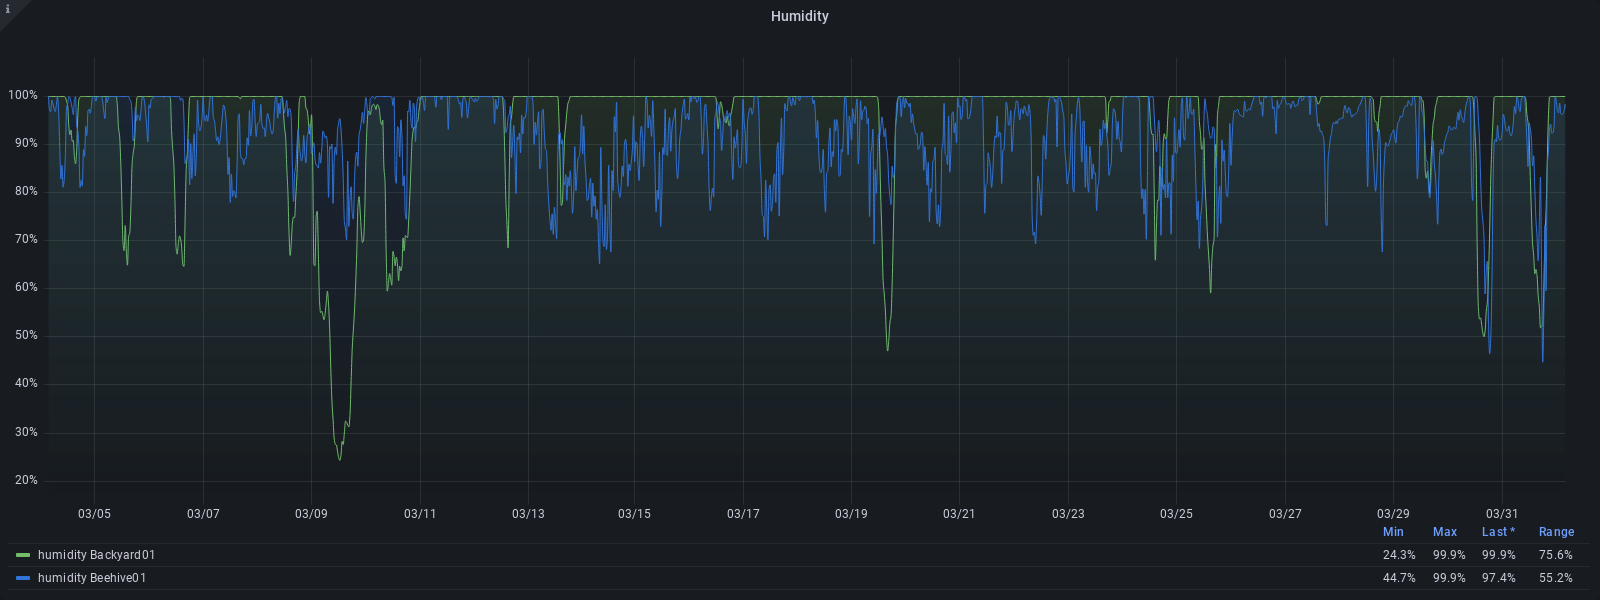 i
Humidity
100%
90%
80%
70%
60%
50%
40%
30%
20%
03/05 03/07 03/09 03/11 03/13 03/15 03/17 03/19 03/21 03/23 03/25 03/27 03/29 03/31
Min Max Last * Range
humidity Backyard01 24.3% 99.9% 99.9% 75.6%
humidity Beehive01 44.7% 99.9% 97.4% 55.2%